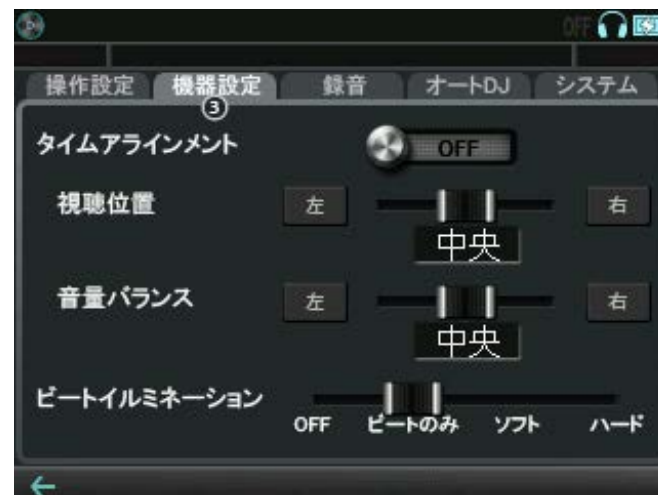 OFF
操作設定 機器設定 録音 オートDJ システム
③
タイムアラインメント OFF
視聴位置 左 右
中央
音量バランス 左 右
中央
ビートイルミネーション
OFF ビートのみ ソフト ハード